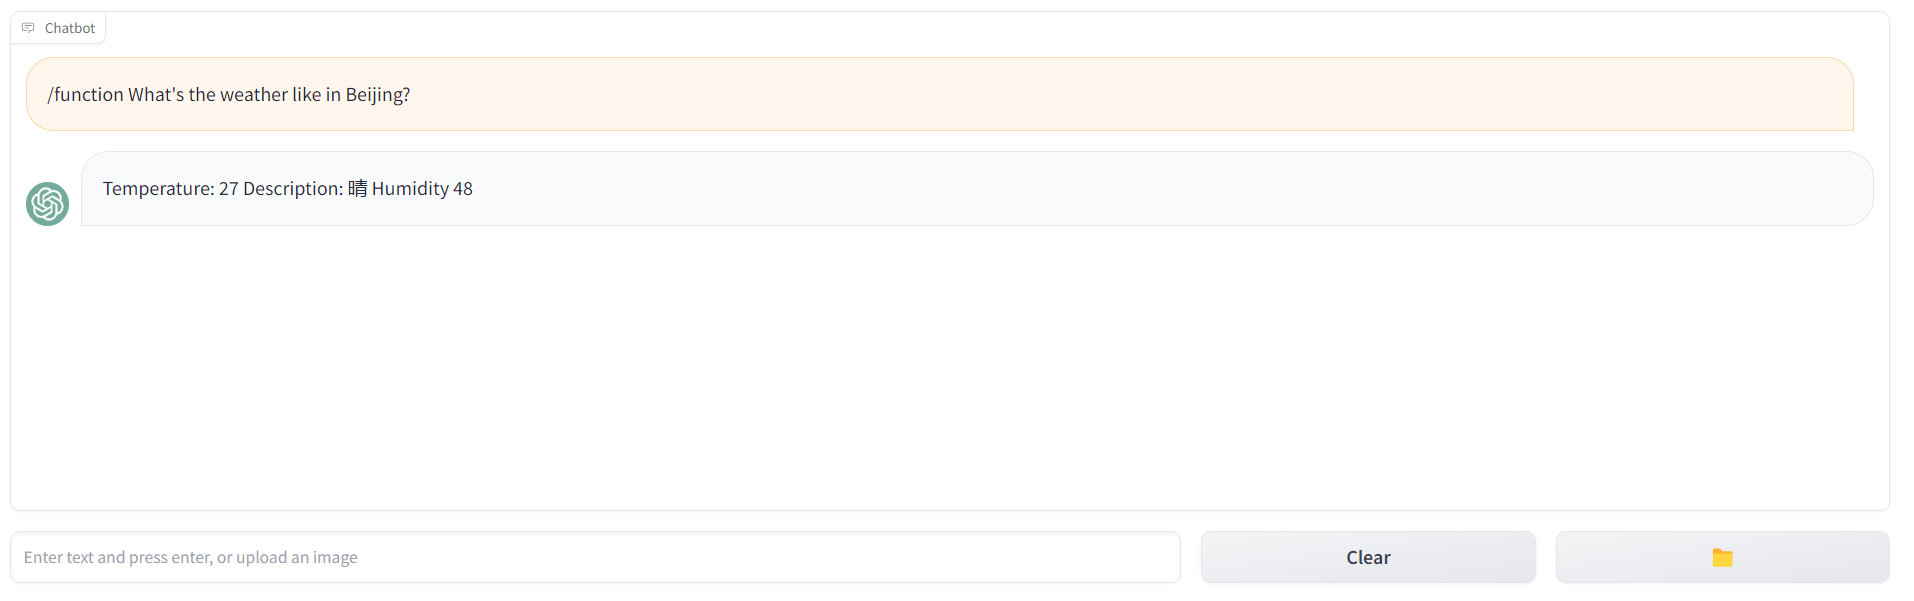 Chatbot
/function What's the weather like in Beijing?
Temperature: 27 Description: 晴 Humidity 48
Enter text and press enter, or upload an image
Clear